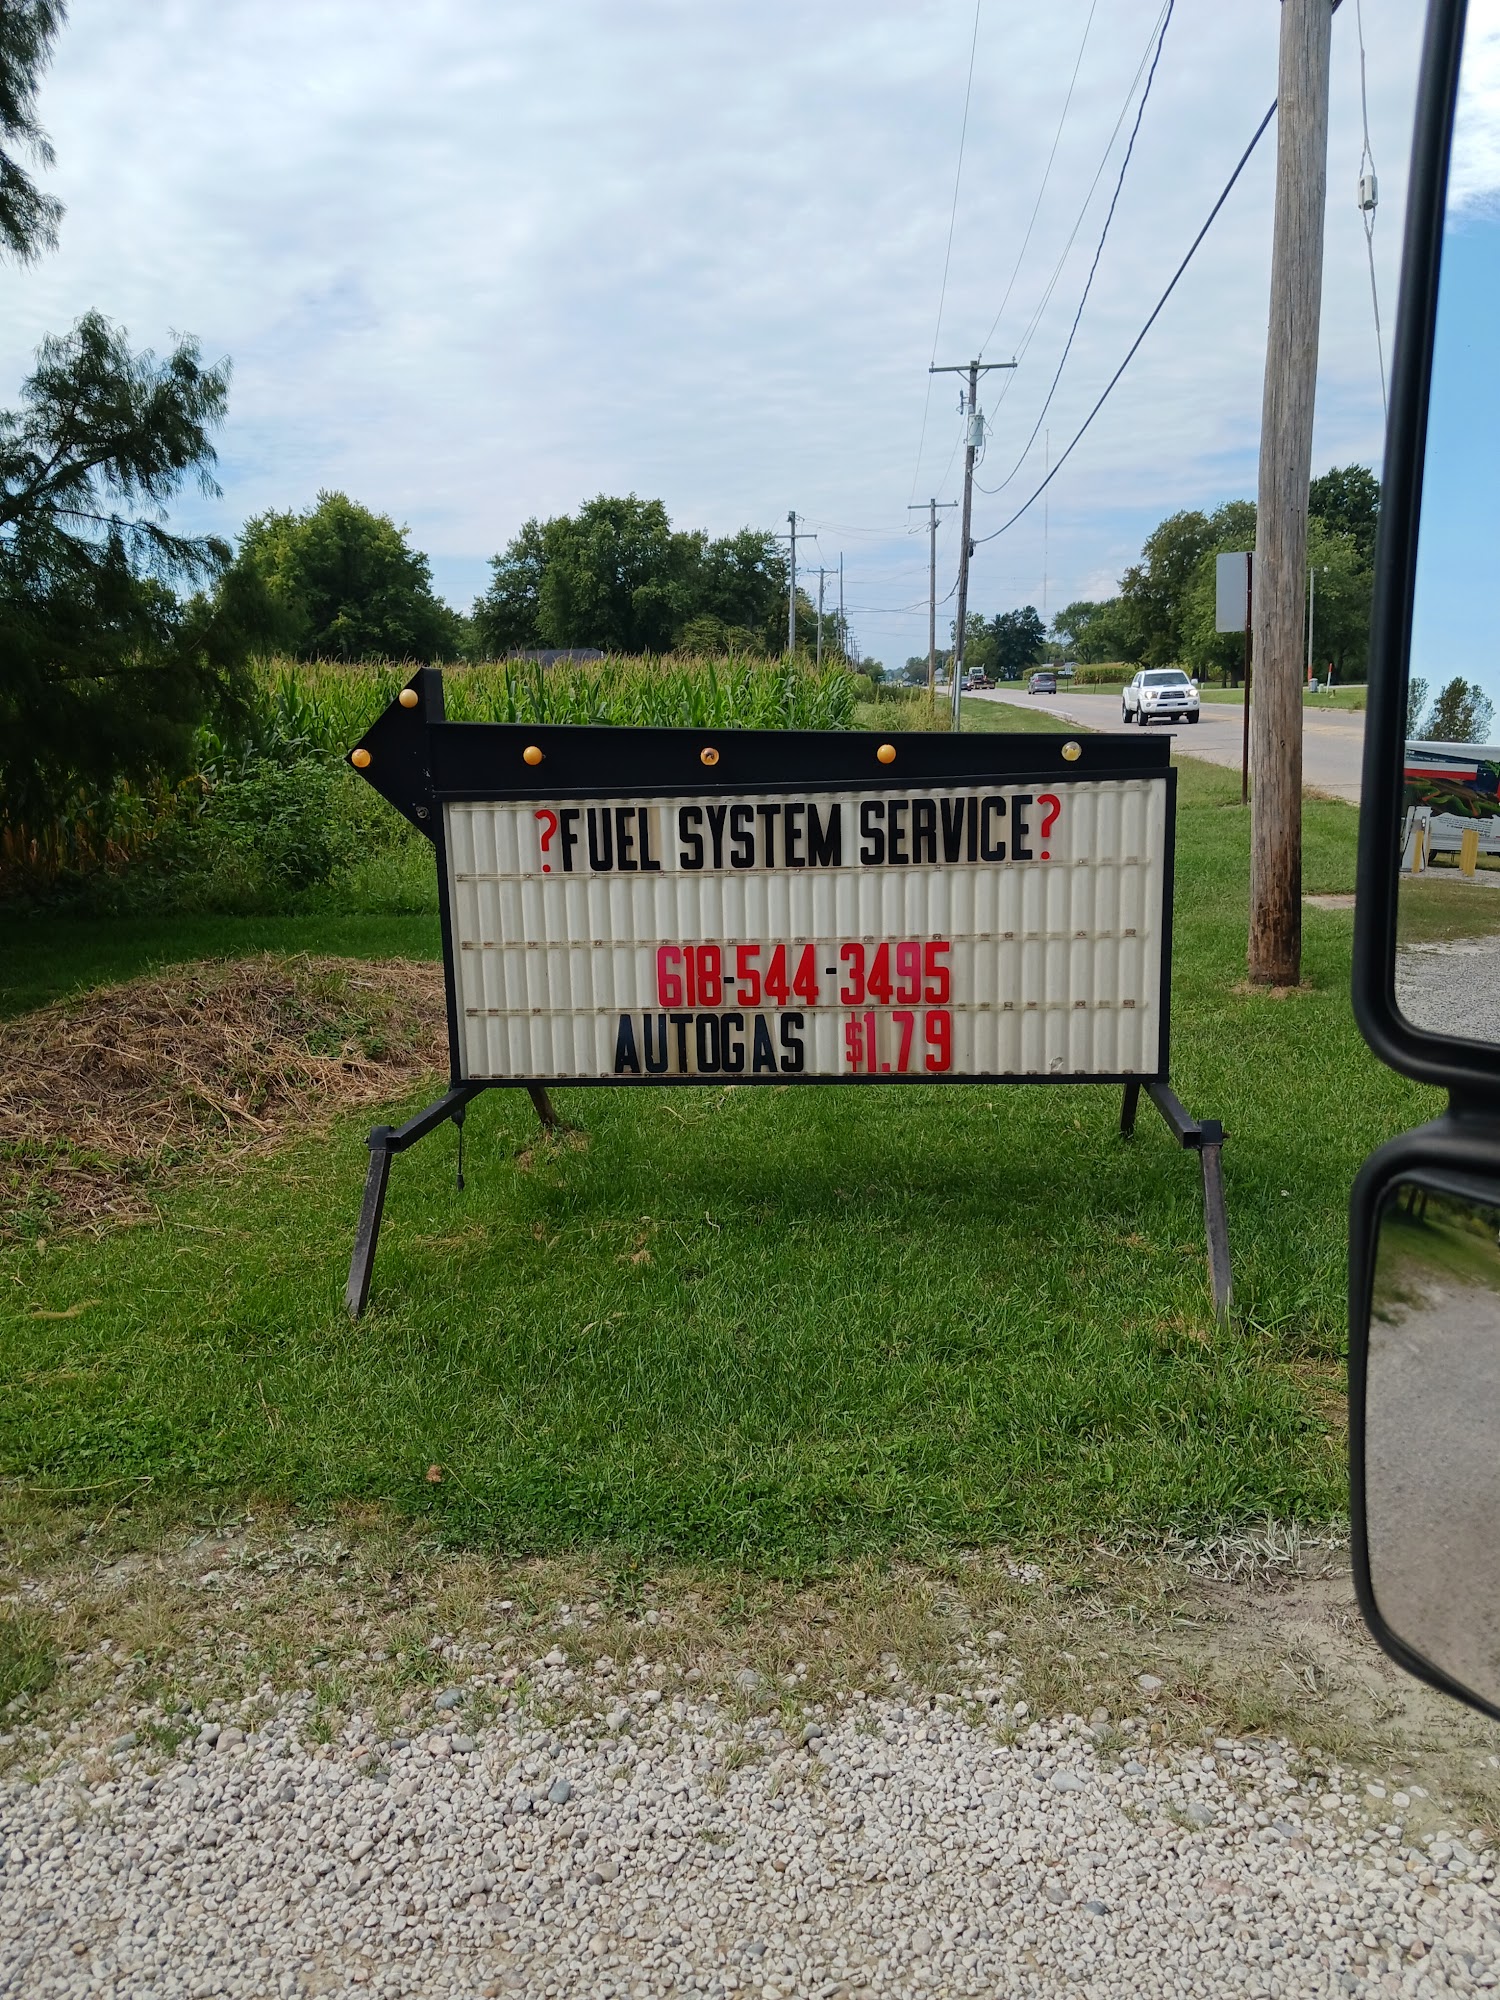 ?FUEL SYSTEM SERVICE?
618-544-3495
AUTOGAS $1.79